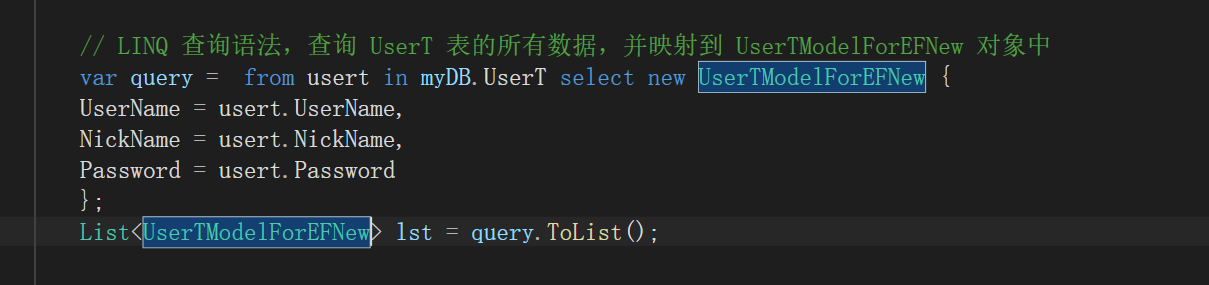 // LINQ 查询语法，查询 UserT 表的所有数据，并映射到 UserTModelForEFNew 对象中
var query =  from usert in myDB.UserT select new UserTModelForEFNew {
UserName = usert.UserName,
NickName = usert.NickName,
Password = usert.Password
};
List<UserTModelForEFNew> lst = query.ToList();